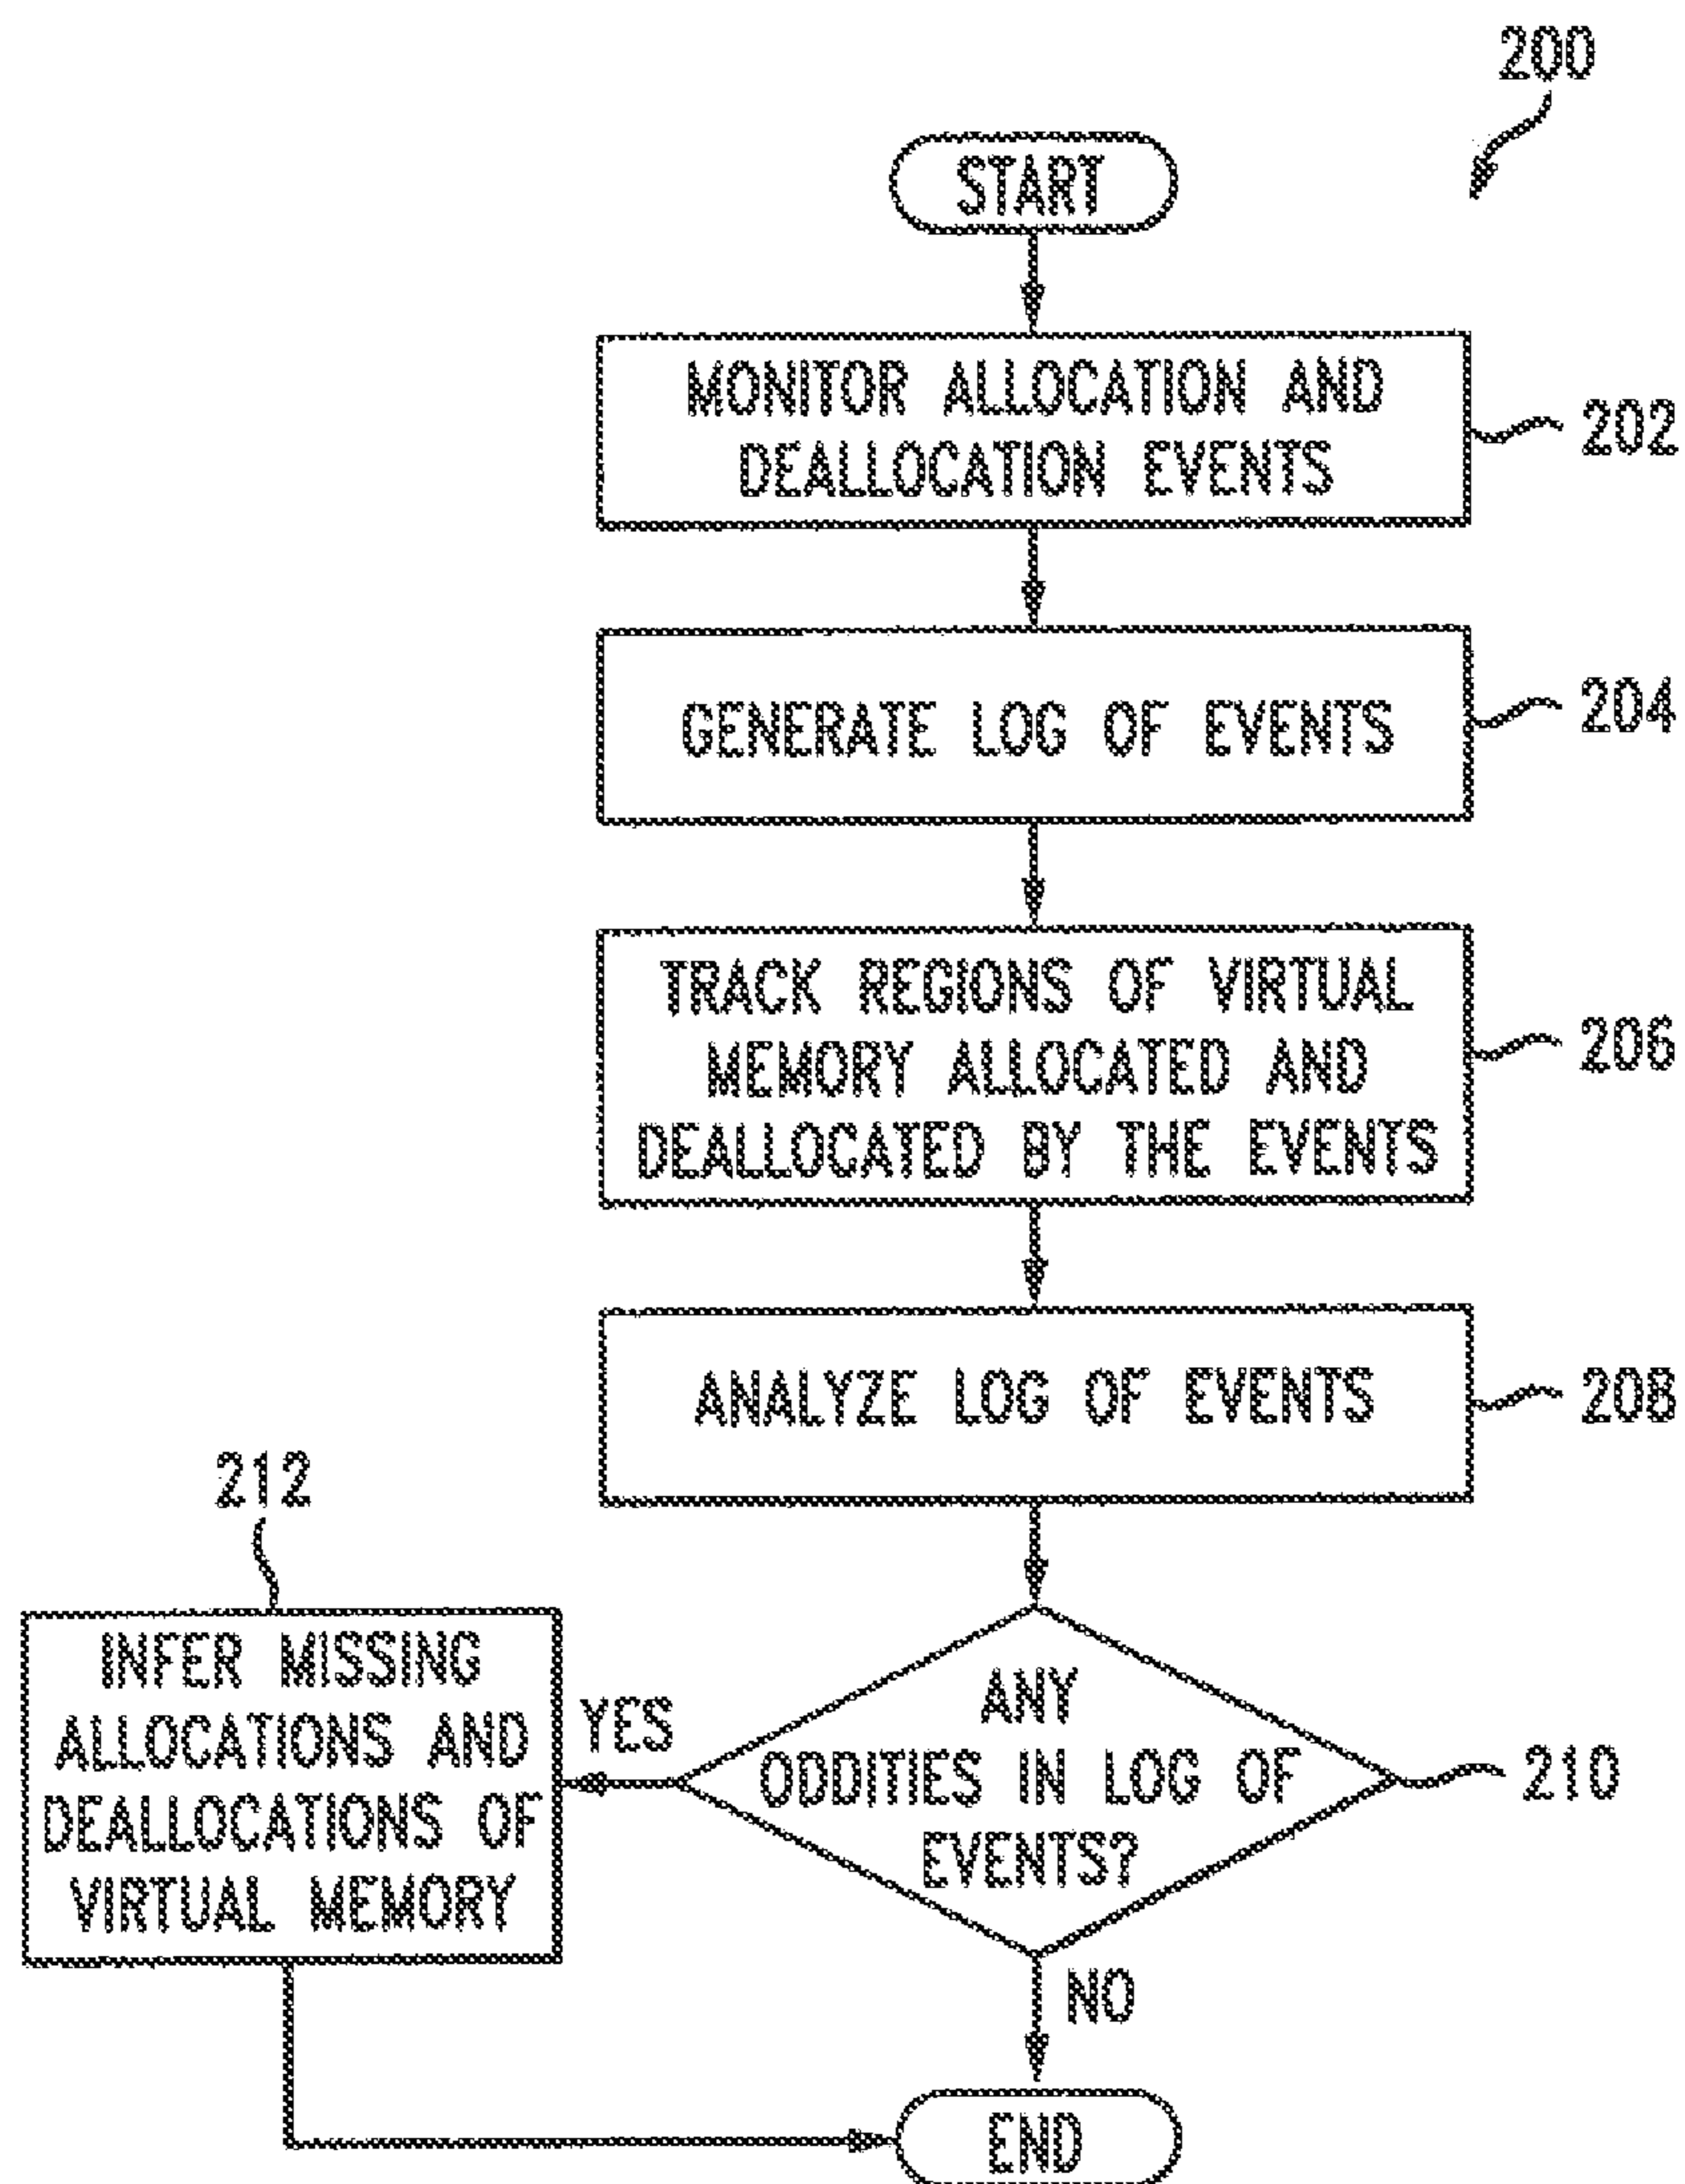 200
START
MONITOR ALLOCATION AND
DEALLOCATION EVENTS
202
GENERATE LOG OF EVENTS
204
TRACK REGIONS OF VIRTUAL
MEMORY ALLOCATED AND
DEALLOCATED BY THE EVENTS
206
ANALYZE LOG OF EVENTS
208
212
INFER MISSING
ALLOCATIONS AND
DEALLOCATIONS OF
VIRTUAL MEMORY
YES
ANY
ODDITIES IN LOG OF
EVENTS?
210
NO
END